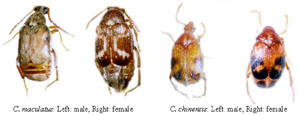 C. maculatus. Left: male, Right: female
C. chinensis. Left: male, Right: female